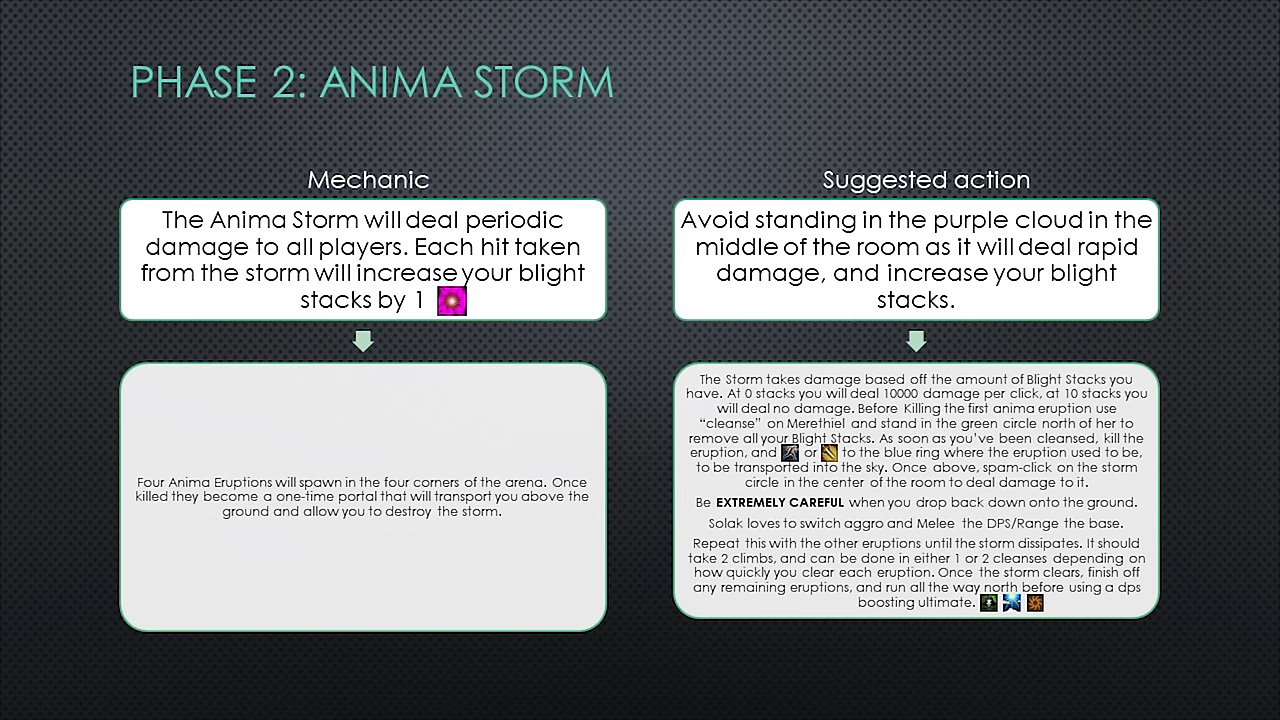 PHASE 2: ANIMA STORM
Mechanic
The Anima Storm will deal periodic
damage to all players. Each hit taken
from the storm will increase your blight
stacks by 1
Four Anima Eruptions will spawn in the four corners of the arena. Once
killed they become a one-time portal that will transport you above the
ground and allow you to destroy the storm.
Suggested action
Avoid standing in the purple cloud in the
middle of the room as it will deal rapid
damage, and increase your blight
stacks.
The Storm takes damage based off the amount of Blight Stacks you
have. At 0 stacks you will deal 10000 damage per click, at 10 stacks you
will deal no damage. Before Killing the first anima eruption use
“cleanse” on Merethiel and stand in the green circle north of her to
remove all your Blight Stacks. As soon as you’ve been cleansed, kill the
eruption, and or to the blue ring where the eruption used to be,
to be transported into the sky. Once above, spam-click on the storm
circle in the center of the room to deal damage to it.
Be EXTREMELY CAREFUL when you drop back down onto the ground.
Solak loves to switch aggro and Melee the DPS/Range the base.
Repeat this with the other eruptions until the storm dissipates. It should
take 2 climbs, and can be done in either 1 or 2 cleanses depending on
how quickly you clear each eruption. Once the storm clears, finish off
any remaining eruptions, and run all the way north before using a dps
boosting ultimate.